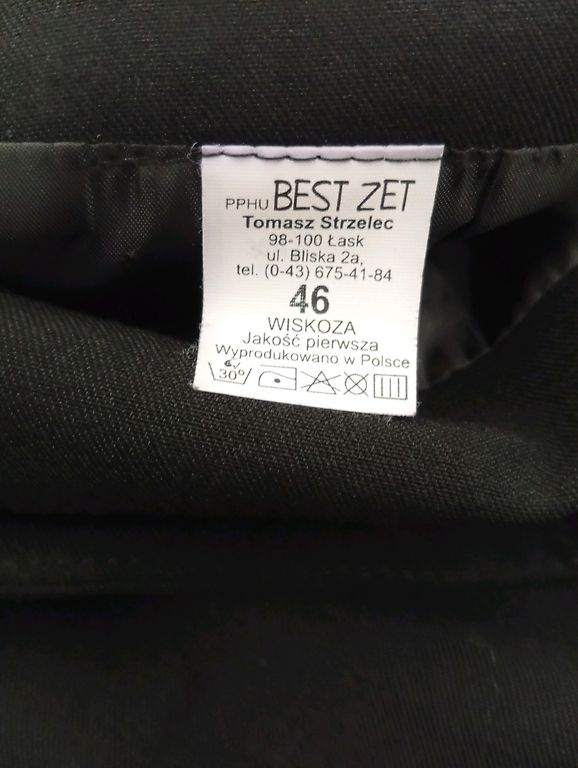 PPHU BEST ZET
Tomasz Strzelec
98-100 Łask
ul. Bliska 2a,
tel. (0-43) 675-41-84
46
WISKOZA
Jakość pierwsza
Wyprodukowano w Polsce
30°